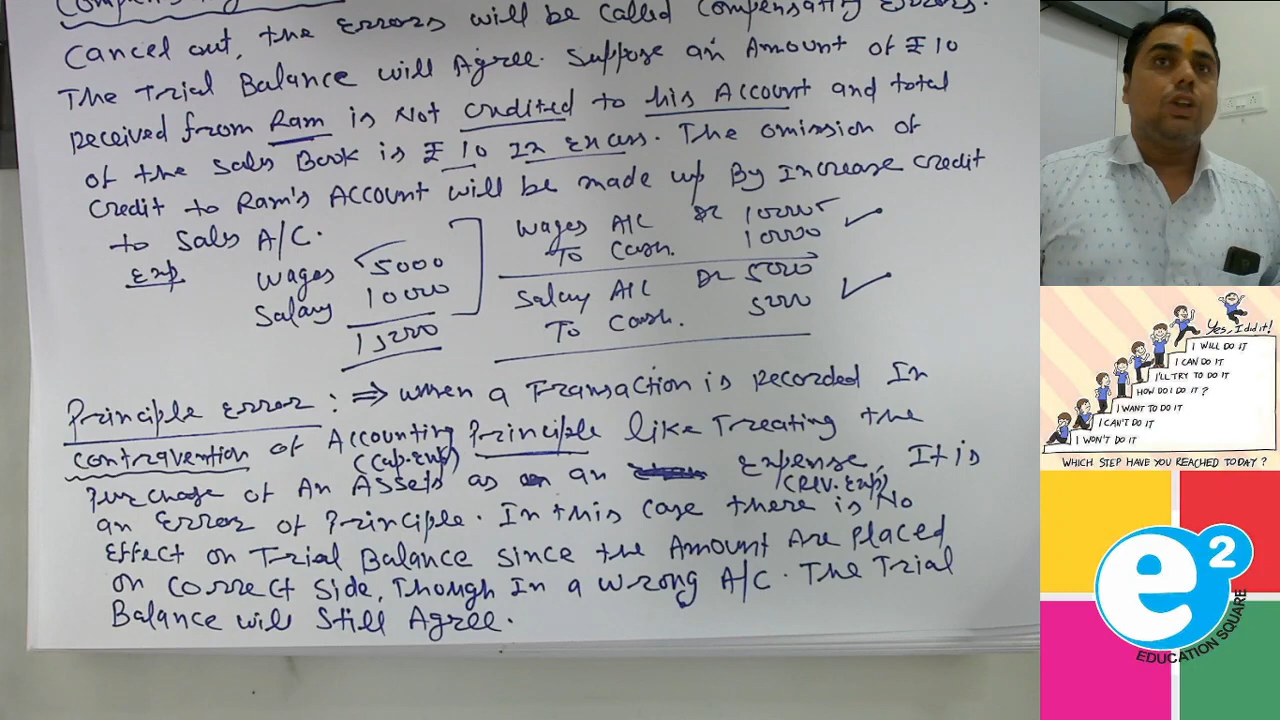 Cancel out, the Errors will be called Compensating Errors.
The Trial Balance will Agree. Suppose an Amount of ₹ 10
received from Ram is Not credited to his Account and total
of the Sales Book is ₹ 10 In Excess. The omission of
credit to Ram's Account will be made up By Increase credit
to Sales A/C.
Exp
Wages 5000
Salary 10000
15000
Wages A/C Dr 10000
To Cash. 10000
Salary A/C Dr 5000
To Cash. 5000
Principle Error : ⇒ When a Transaction is Recorded In
contravention of Accounting Principle like Treating the
(Cap. Exp)
Purchase of An Assets as an Expense, It is
(Rev. Exp)
an Error of Principle. In this case there is No
Effect on Trial Balance since the Amount Are Placed
on correct side, Though In a wrong A/C. The Trial
Balance will Still Agree.
Yes, I did it!
I WILL DO IT
I CAN DO IT
I'LL TRY TO DO IT
HOW DO I DO IT ?
I WANT TO DO IT
I CAN'T DO IT
I WON'T DO IT
WHICH STEP HAVE YOU REACHED TODAY ?
e2
EDUCATION SQUARE